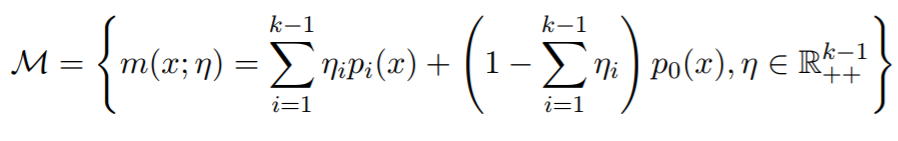 $\mathcal{M} = \left\{ m(x;\eta) = \sum_{i=1}^{k-1} \eta_i p_i(x) + \left( 1 - \sum_{i=1}^{k-1} \eta_i \right) p_0(x), \eta \in \mathbb{R}_{++}^{k-1} \right\}$